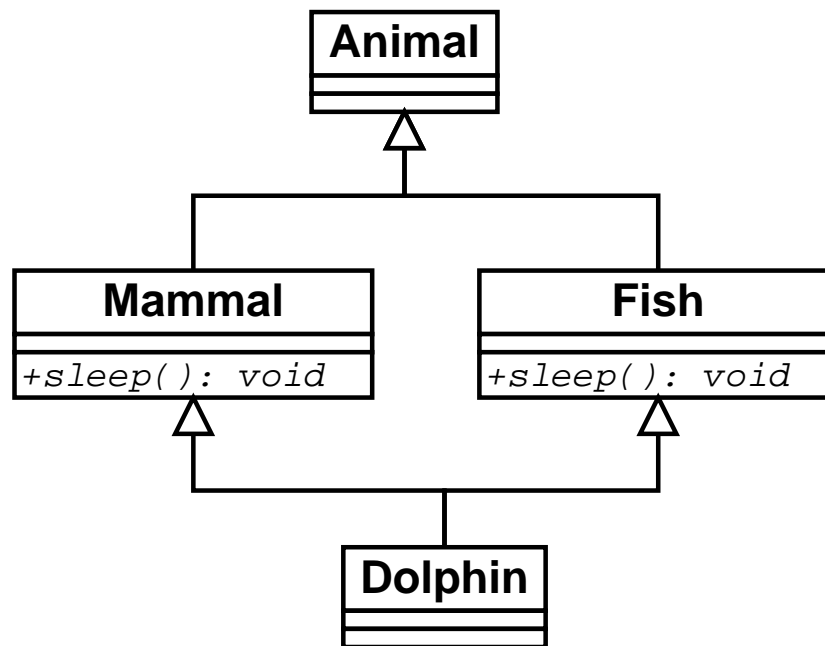 Animal
Mammal
Fish
+sleep(): void
+sleep(): void
Dolphin